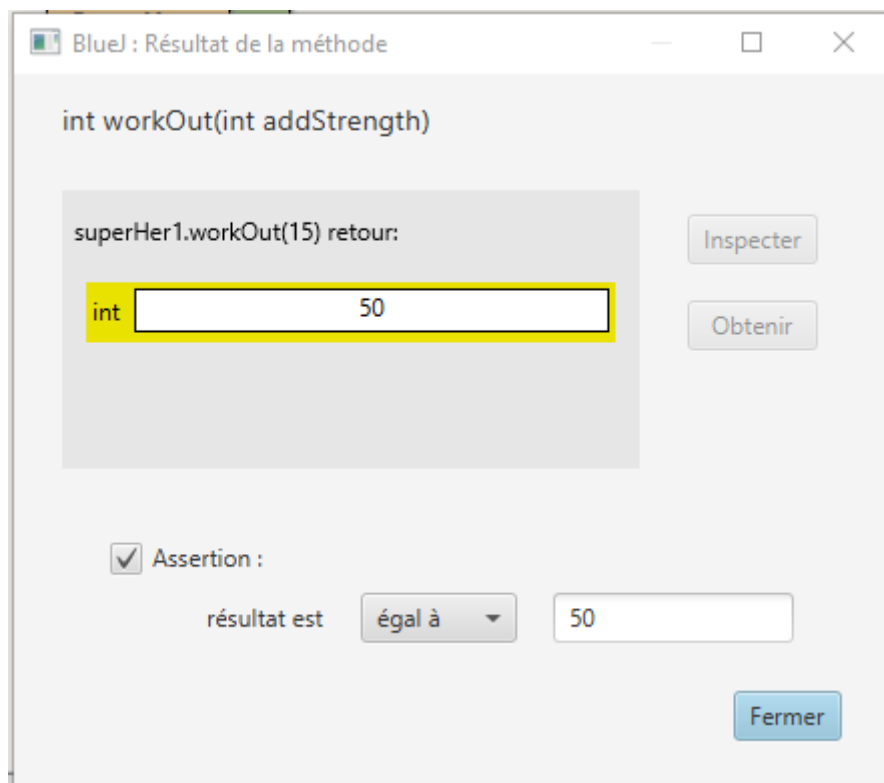 BlueJ : Résultat de la méthode
int workOut(int addStrength)
superHer1.workOut(15) retour:
Inspecter
int 50
Obtenir
Assertion :
résultat est égal à 50
Fermer